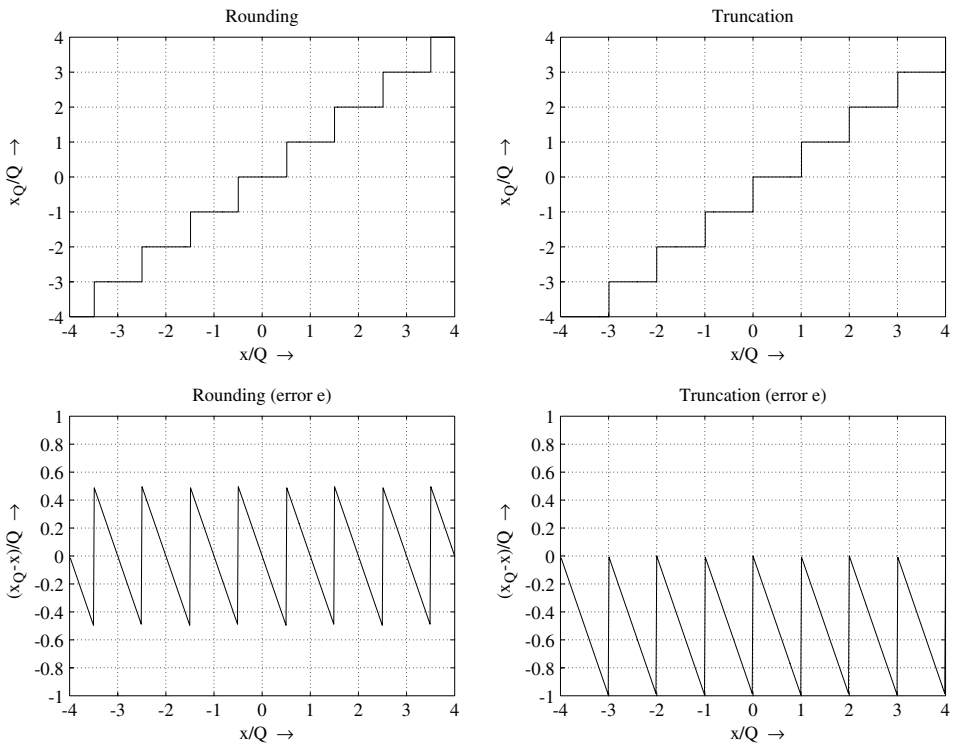 Rounding
4
3
2
1
0
-1
-2
-3
-4
x_Q/Q →
-4 -3 -2 -1 0 1 2 3 4
x/Q →
Truncation
4
3
2
1
0
-1
-2
-3
-4
x_Q/Q →
-4 -3 -2 -1 0 1 2 3 4
x/Q →
Rounding (error e)
1
0.8
0.6
0.4
0.2
0
-0.2
-0.4
-0.6
-0.8
-1
(x_Q-x)/Q →
-4 -3 -2 -1 0 1 2 3 4
x/Q →
Truncation (error e)
1
0.8
0.6
0.4
0.2
0
-0.2
-0.4
-0.6
-0.8
-1
(x_Q-x)/Q →
-4 -3 -2 -1 0 1 2 3 4
x/Q →